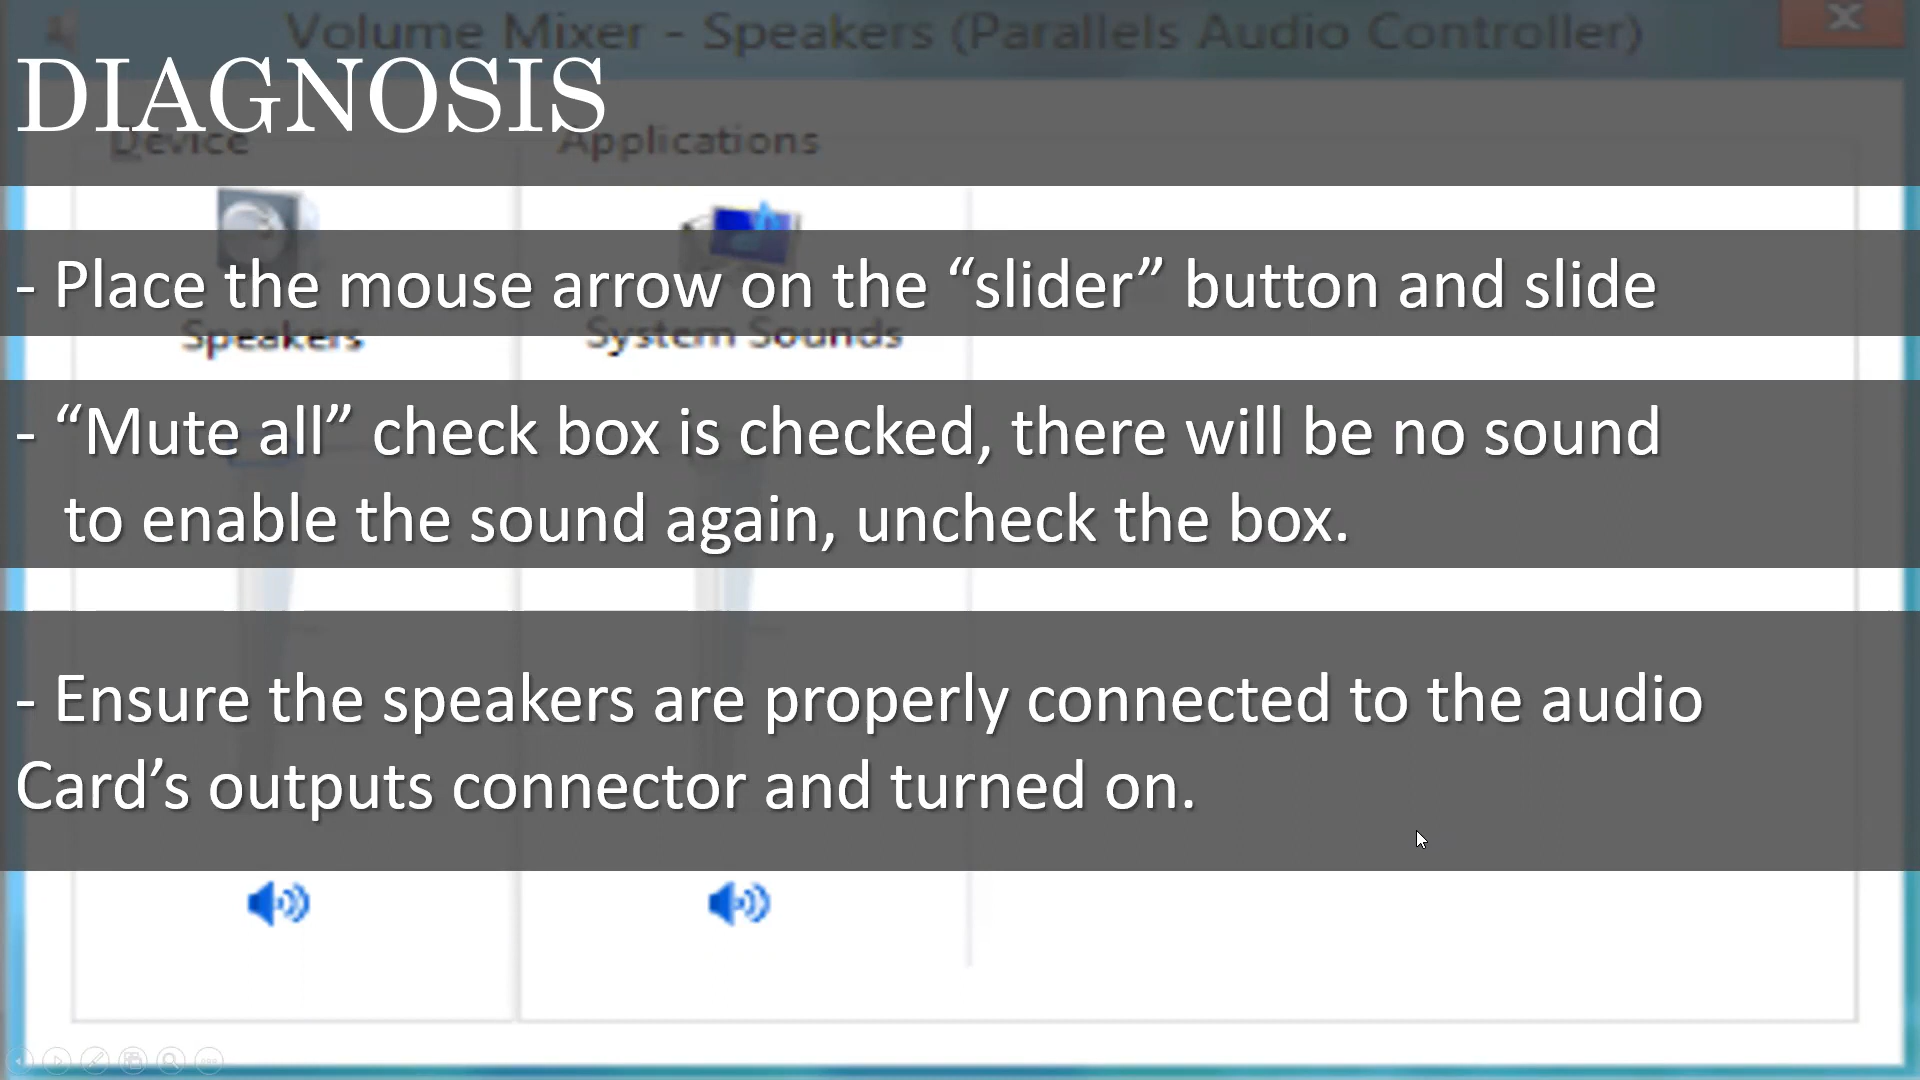 Volume Mixer - Speakers (Parallels Audio Controller)
DIAGNOSIS
Device
Applications
- Place the mouse arrow on the “slider” button and slide
Speakers
System Sounds
- “Mute all” check box is checked, there will be no sound
to enable the sound again, uncheck the box.
- Ensure the speakers are properly connected to the audio
Card’s outputs connector and turned on.